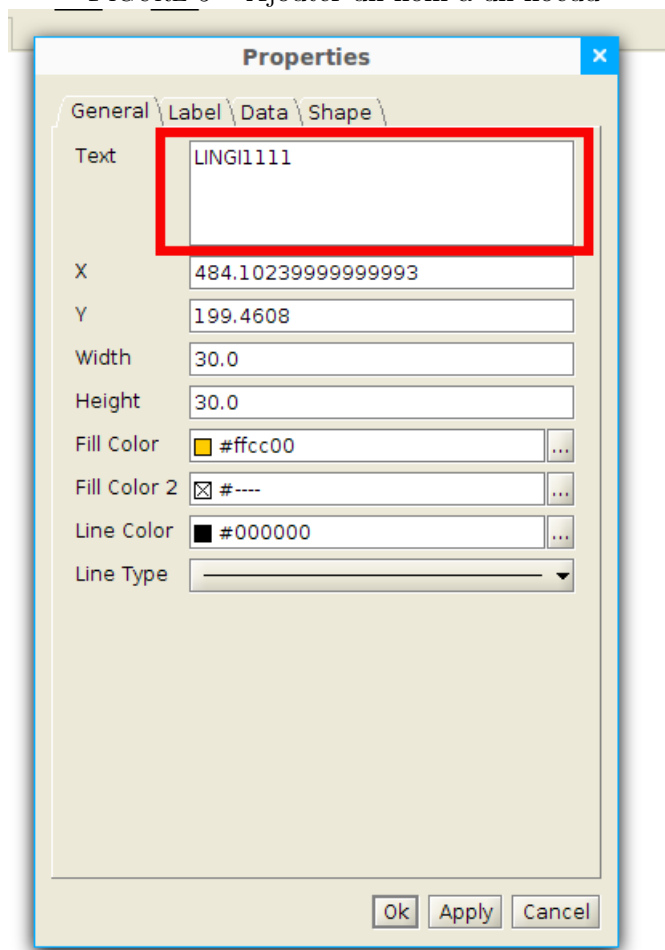 Properties
General Label Data Shape
Text LINGI1111
X 484.10239999999993
Y 199.4608
Width 30.0
Height 30.0
Fill Color #ffcc00 ...
Fill Color 2 #---- ...
Line Color #000000 ...
Line Type
Ok Apply Cancel